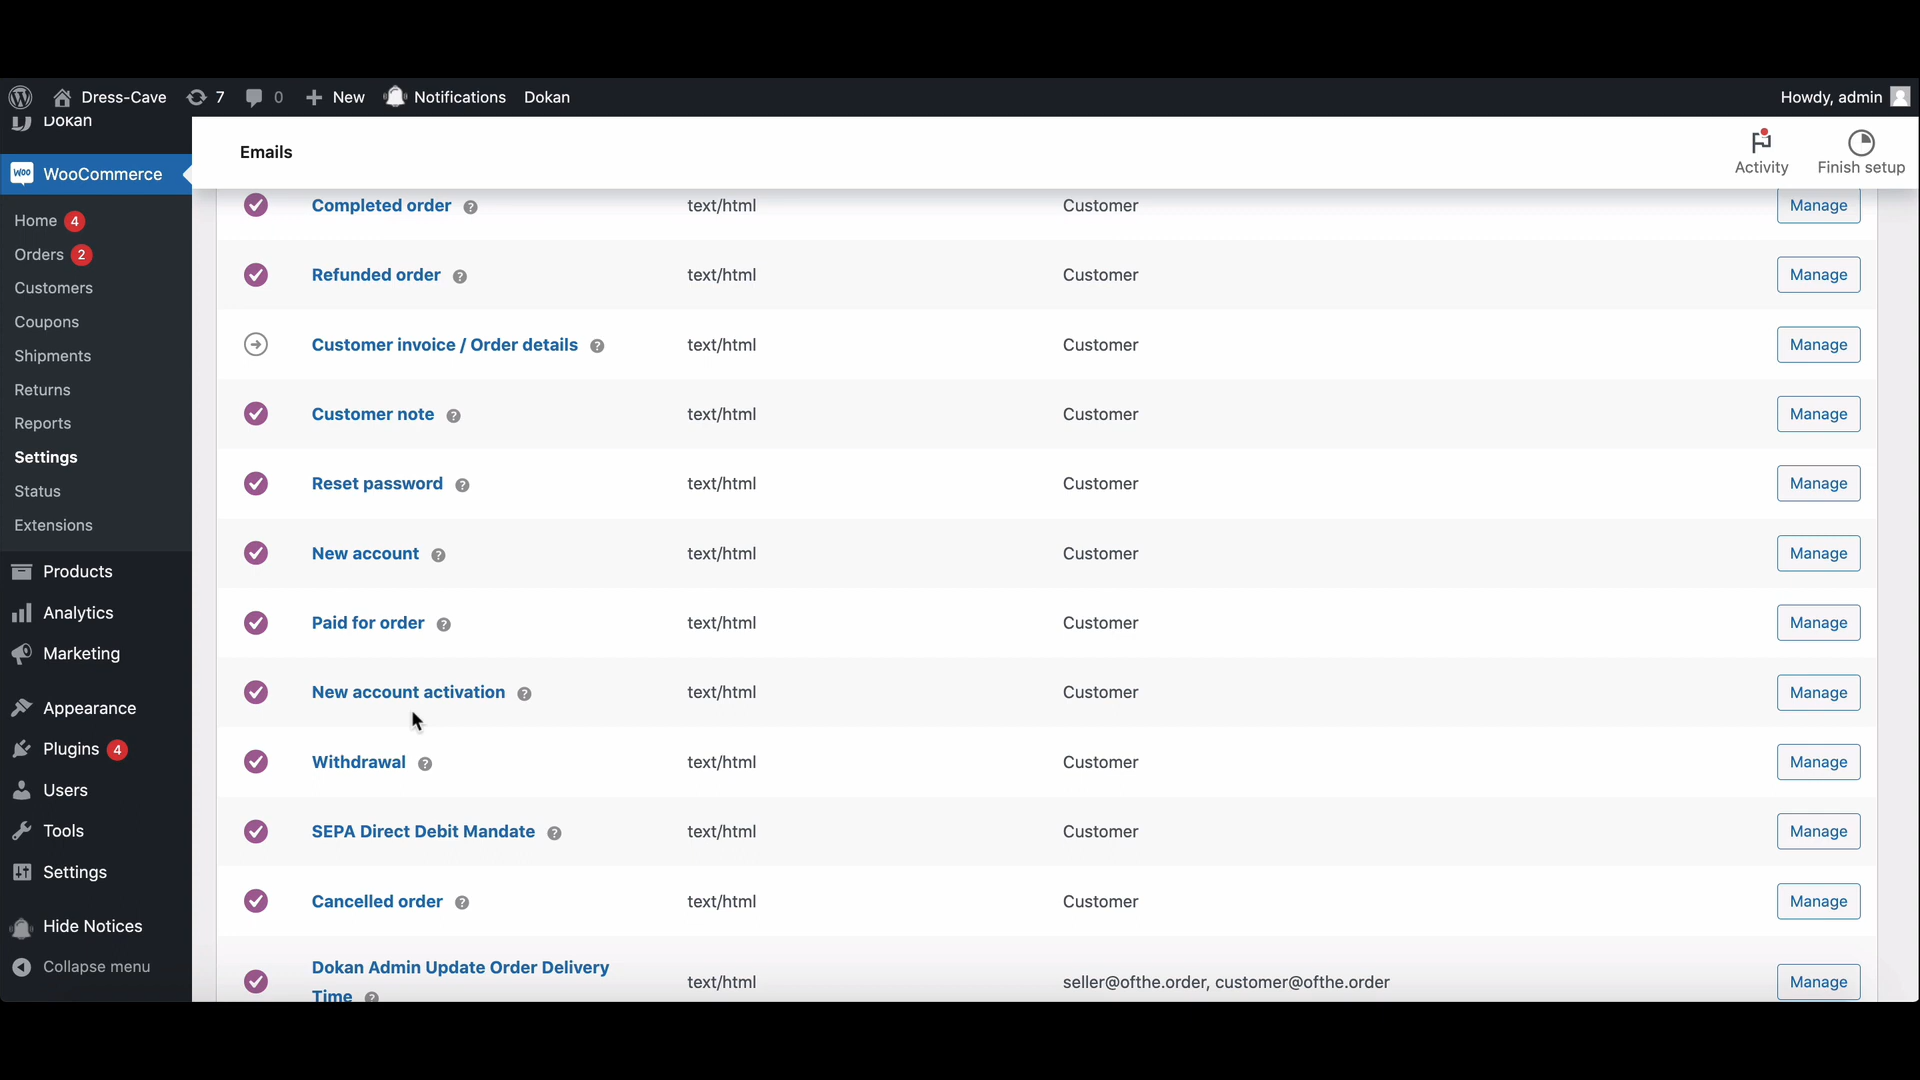 Dress-Cave 7 0 New Notifications Dokan Howdy, admin
Dokan
WooCommerce
Home 4
Orders 2
Customers
Coupons
Shipments
Returns
Reports
Settings
Status
Extensions
Products
Analytics
Marketing
Appearance
Plugins 4
Users
Tools
Settings
Hide Notices
Collapse menu
Emails
Activity
Finish setup
Completed order text/html Customer Manage
Refunded order text/html Customer Manage
Customer invoice / Order details text/html Customer Manage
Customer note text/html Customer Manage
Reset password text/html Customer Manage
New account text/html Customer Manage
Paid for order text/html Customer Manage
New account activation text/html Customer Manage
Withdrawal text/html Customer Manage
SEPA Direct Debit Mandate text/html Customer Manage
Cancelled order text/html Customer Manage
Dokan Admin Update Order Delivery
Time text/html seller@ofthe.order, customer@ofthe.order Manage